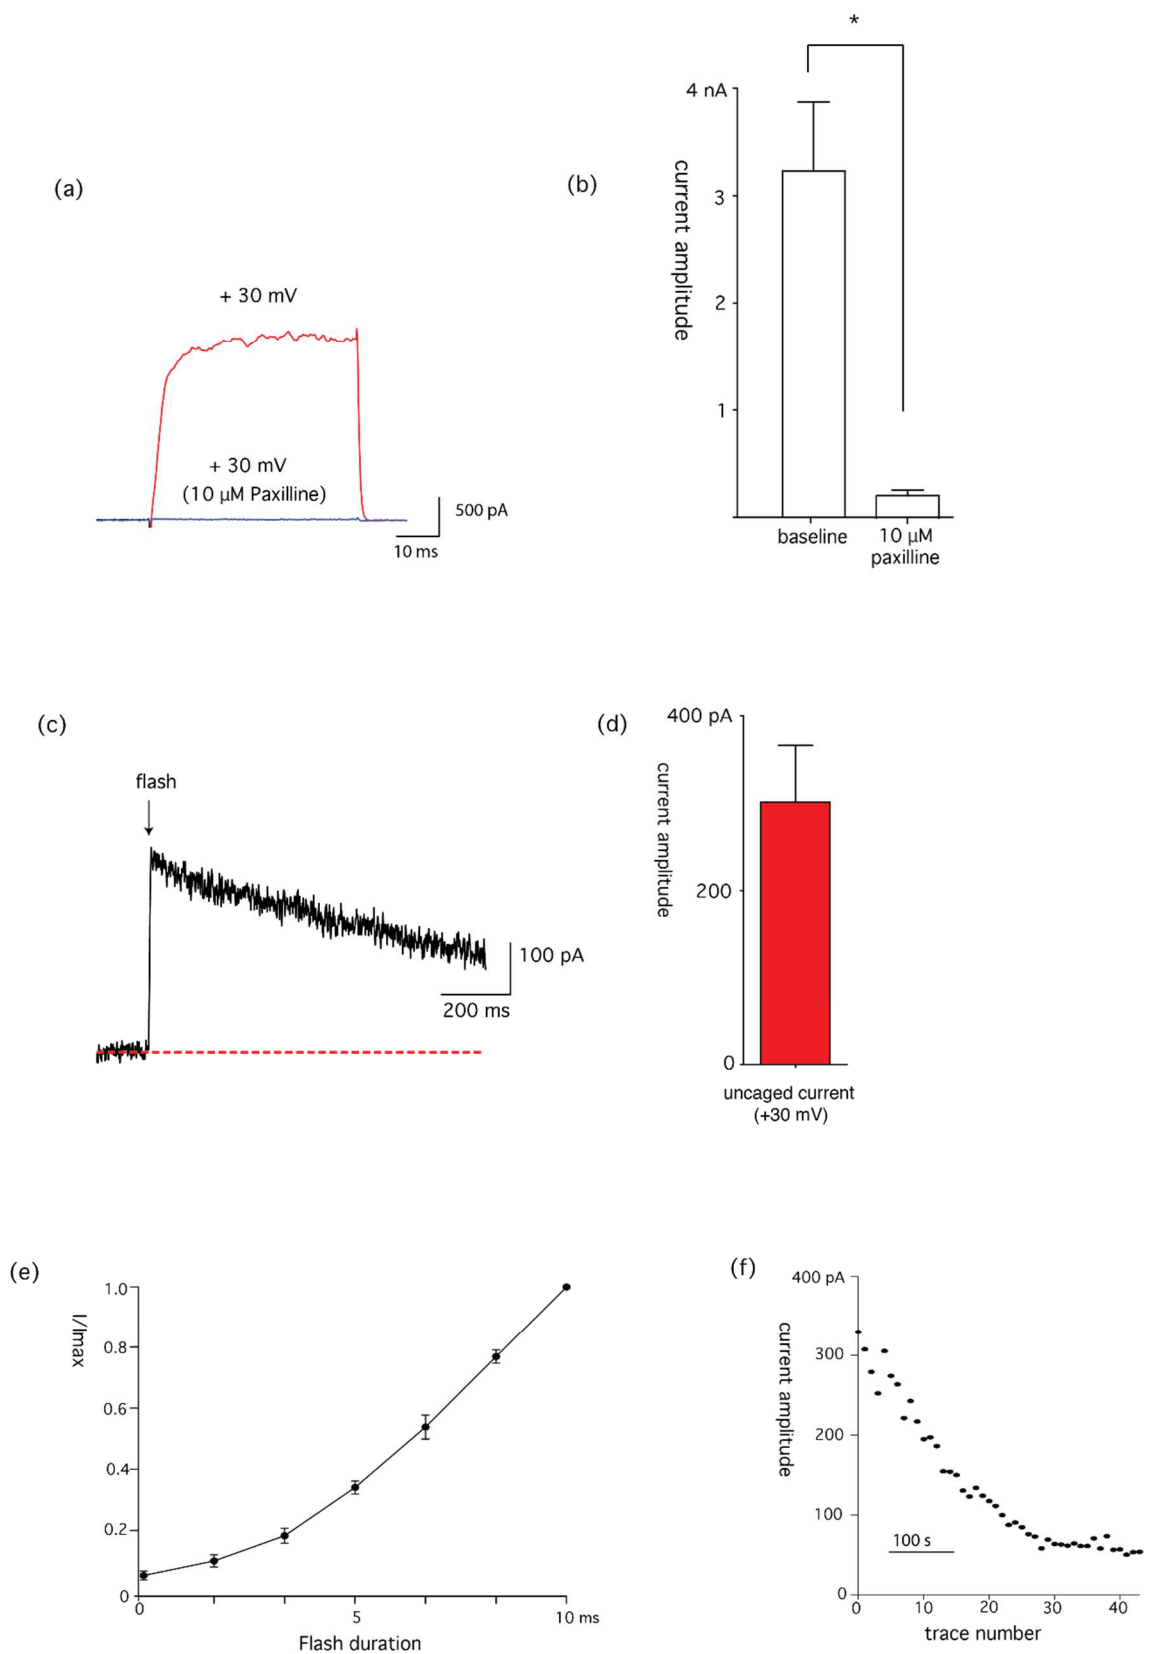 (a)
+ 30 mV
+ 30 mV
(10 µM Paxilline)
500 pA
10 ms
(b)
*
4 nA
3
2
1
current amplitude
baseline
10 µM
paxilline
(c)
flash
100 pA
200 ms
(d)
400 pA
200
0
current amplitude
uncaged current
(+30 mV)
(e)
1.0
0.8
0.6
0.4
0.2
0
I/Imax
0
5
10 ms
Flash duration
(f)
400 pA
300
200
100
0
current amplitude
100 s
0
10
20
30
40
trace number